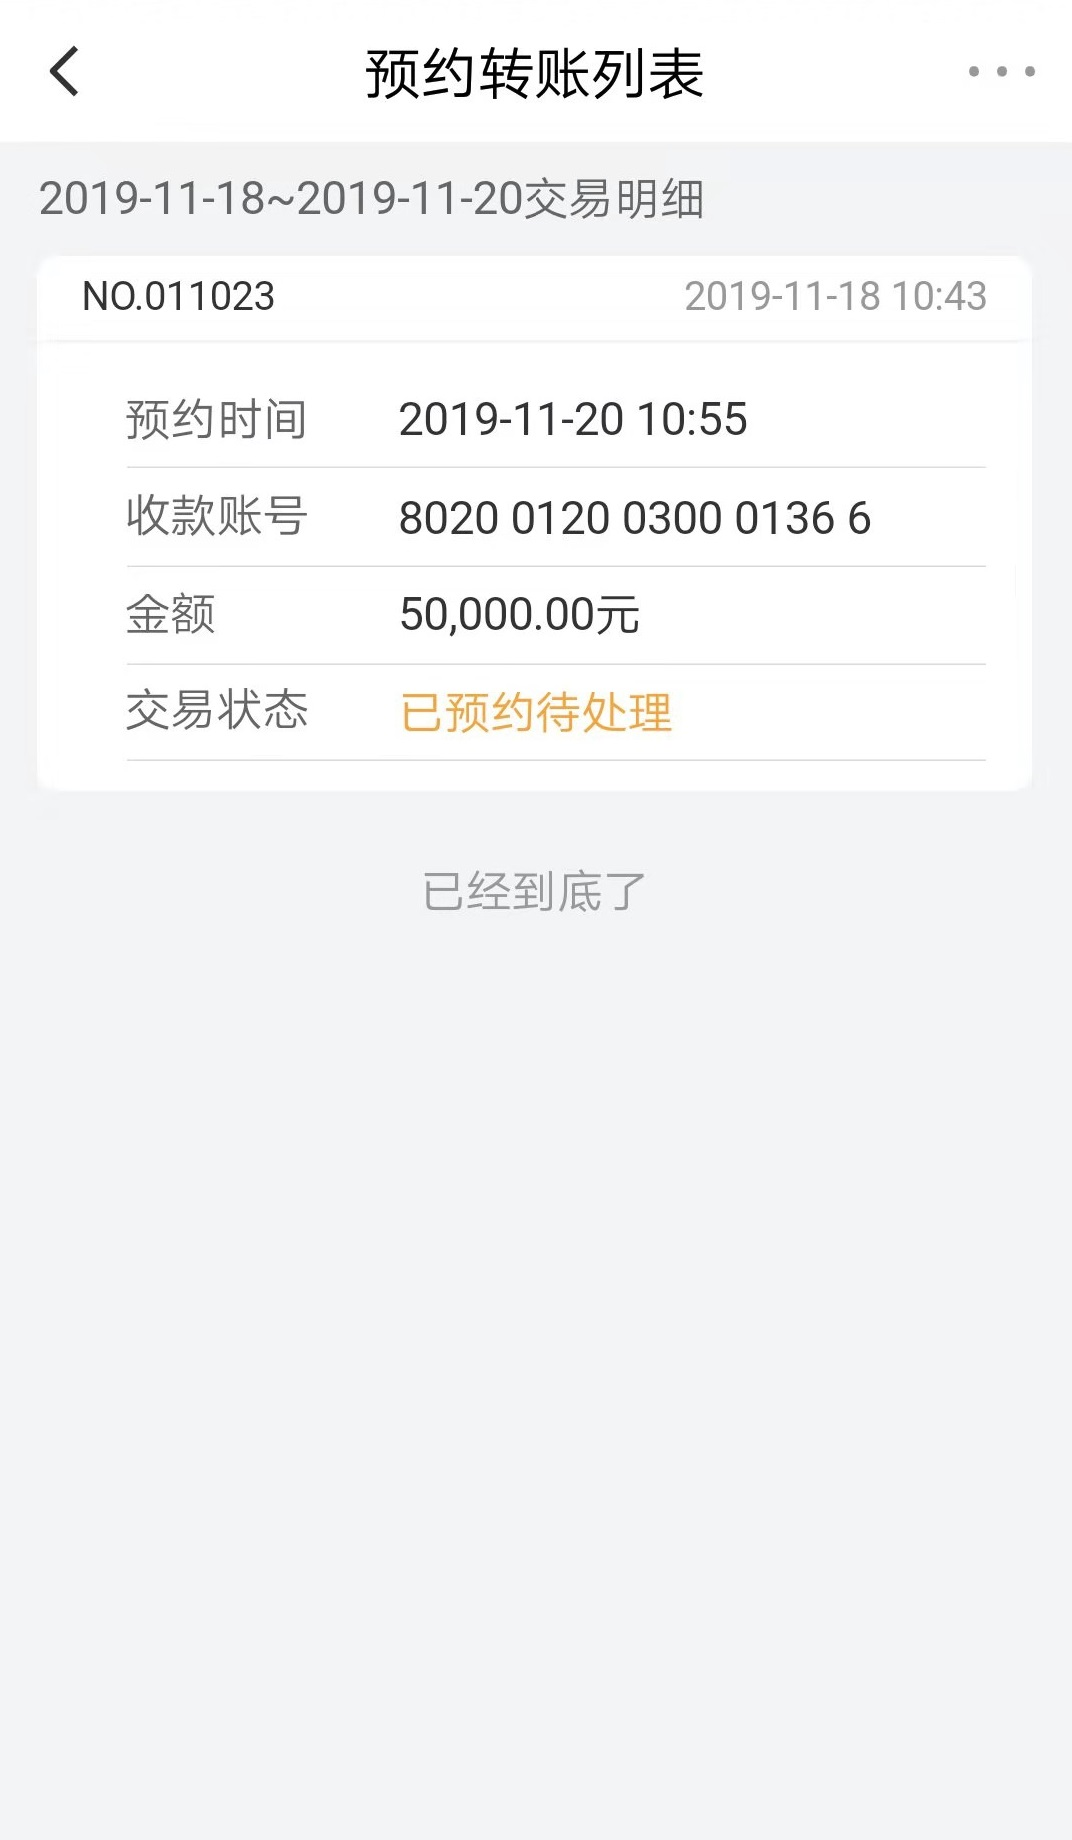 预约转账列表
2019-11-18~2019-11-20交易明细
NO.011023 2019-11-18 10:43
预约时间 2019-11-20 10:55
收款账号 8020 0120 0300 0136 6
金额 50,000.00元
交易状态 已预约待处理
已经到底了